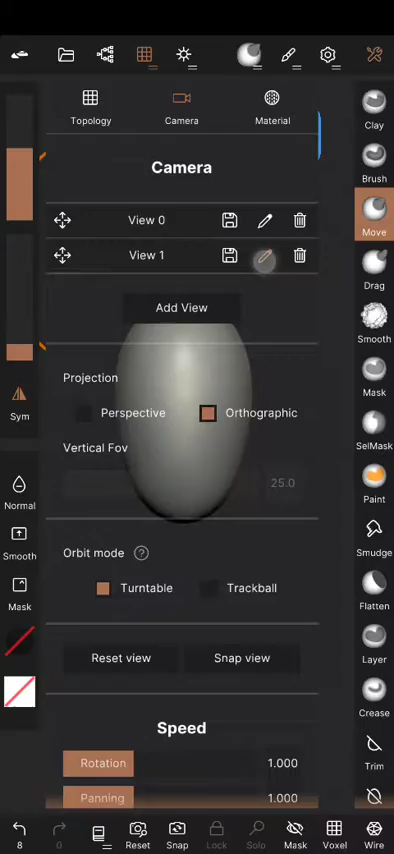 Topology
Camera
Material
Camera
View 0
View 1
Add View
Projection
Perspective
Orthographic
Vertical Fov
25.0
Orbit mode
?
Turntable
Trackball
Reset view
Snap view
Speed
Rotation
1.000
Panning
1.000
Sym
Normal
Smooth
Mask
Clay
Brush
Move
Drag
Smooth
Mask
SelMask
Paint
Smudge
Flatten
Layer
Crease
Trim
8
0
Reset
Snap
Lock
Solo
Mask
Voxel
Wire